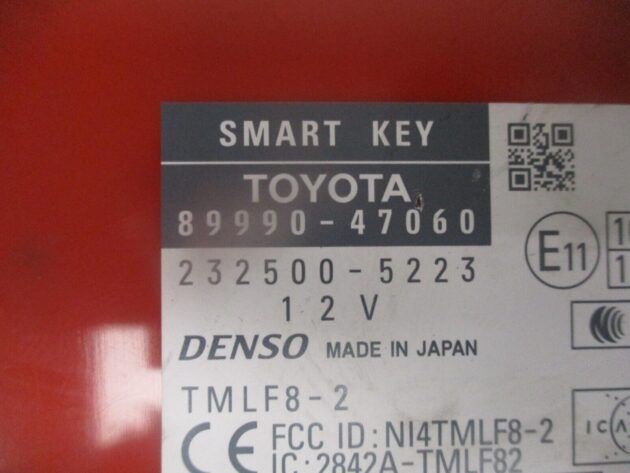 SMART KEY
TOYOTA
89990-47060
232500-5223
12V
DENSO MADE IN JAPAN
TMLF8-2
CE FCC ID: NI4TMLF8-2
IC: 2842A-TMLF82
E11